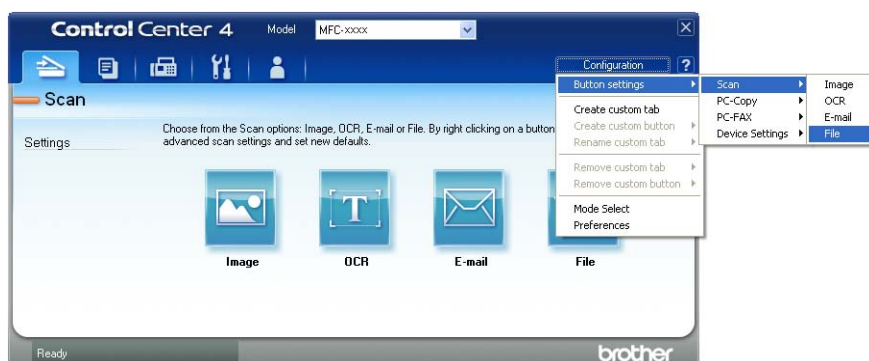 Control Center 4 Model MFC-xxxx
Configuration ?
Button settings
Create custom tab
Create custom button
Rename custom tab
Remove custom tab
Remove custom button
Mode Select
Preferences
Scan
PC-Copy
PC-FAX
Device Settings
Image
OCR
E-mail
File
Scan
Settings
Choose from the Scan options: Image, OCR, E-mail or File. By right clicking on a button
advanced scan settings and set new defaults.
T
Image OCR E-mail File
Ready brother